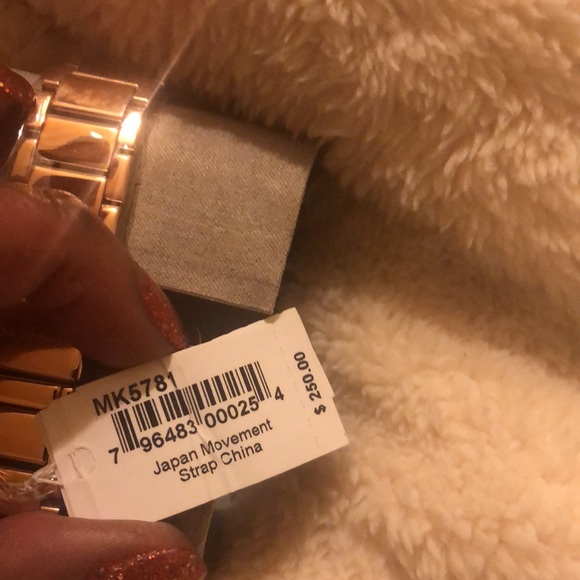 MK5781
7 96483 00025 4
Japan Movement
Strap China
$ 250.00